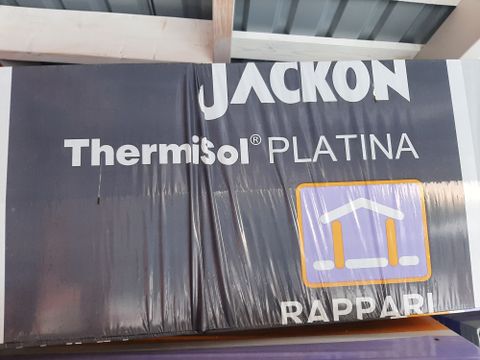 JACKON
ThermiSol® PLATINA
RAPPARI